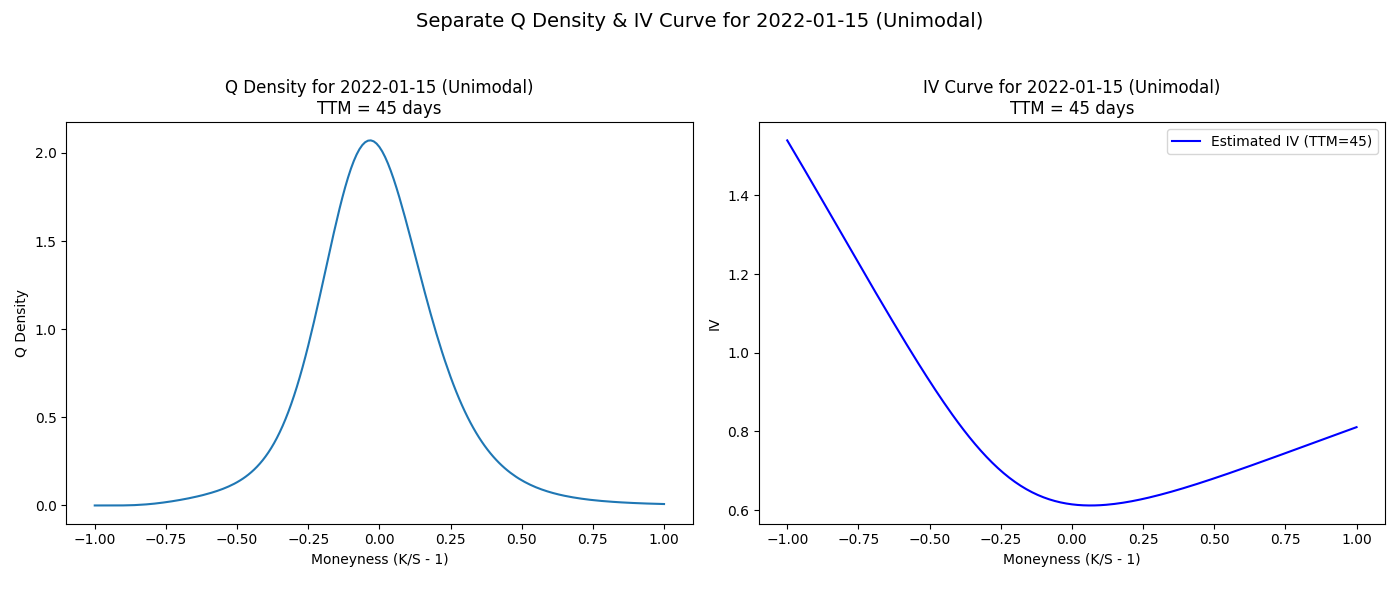 Separate Q Density & IV Curve for 2022-01-15 (Unimodal)
Q Density for 2022-01-15 (Unimodal)
TTM = 45 days
2.0
1.5
1.0
0.5
0.0
Q Density
−1.00 −0.75 −0.50 −0.25 0.00 0.25 0.50 0.75 1.00
Moneyness (K/S - 1)
IV Curve for 2022-01-15 (Unimodal)
TTM = 45 days
Estimated IV (TTM=45)
1.4
1.2
1.0
0.8
0.6
IV
−1.00 −0.75 −0.50 −0.25 0.00 0.25 0.50 0.75 1.00
Moneyness (K/S - 1)